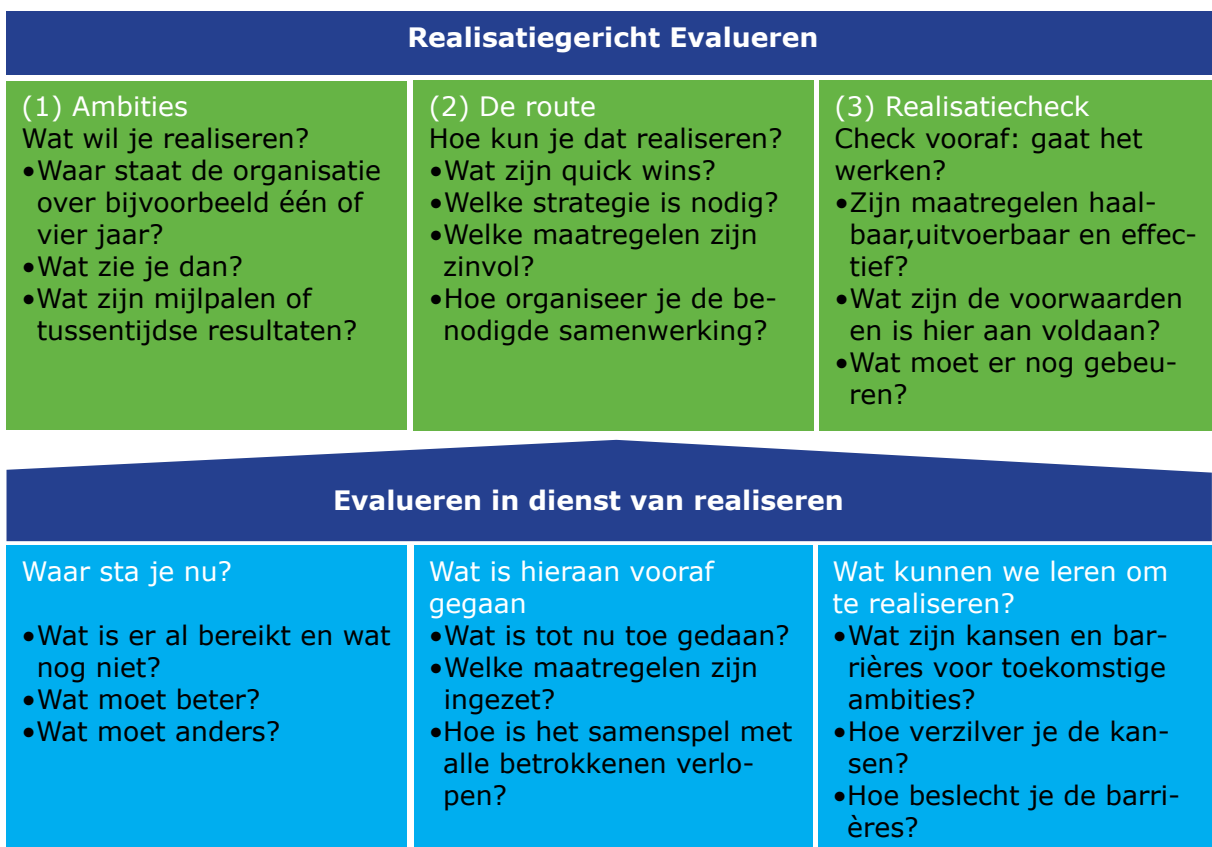 Realisatiegericht Evalueren
(1) Ambities
Wat wil je realiseren?
•Waar staat de organisatie
over bijvoorbeeld één of
vier jaar?
•Wat zie je dan?
•Wat zijn mijlpalen of
tussentijdse resultaten?
(2) De route
Hoe kun je dat realiseren?
•Wat zijn quick wins?
•Welke strategie is nodig?
•Welke maatregelen zijn
zinvol?
•Hoe organiseer je de be-
nodigde samenwerking?
(3) Realisatiecheck
Check vooraf: gaat het
werken?
•Zijn maatregelen haal-
baar,uitvoerbaar en effec-
tief?
•Wat zijn de voorwaarden
en is hier aan voldaan?
•Wat moet er nog gebeu-
ren?
Evalueren in dienst van realiseren
Waar sta je nu?
•Wat is er al bereikt en wat
nog niet?
•Wat moet beter?
•Wat moet anders?
Wat is hieraan vooraf
gegaan
•Wat is tot nu toe gedaan?
•Welke maatregelen zijn
ingezet?
•Hoe is het samenspel met
alle betrokkenen verlo-
pen?
Wat kunnen we leren om
te realiseren?
•Wat zijn kansen en bar-
rières voor toekomstige
ambities?
•Hoe verzilver je de kan-
sen?
•Hoe beslecht je de barri-
ères?